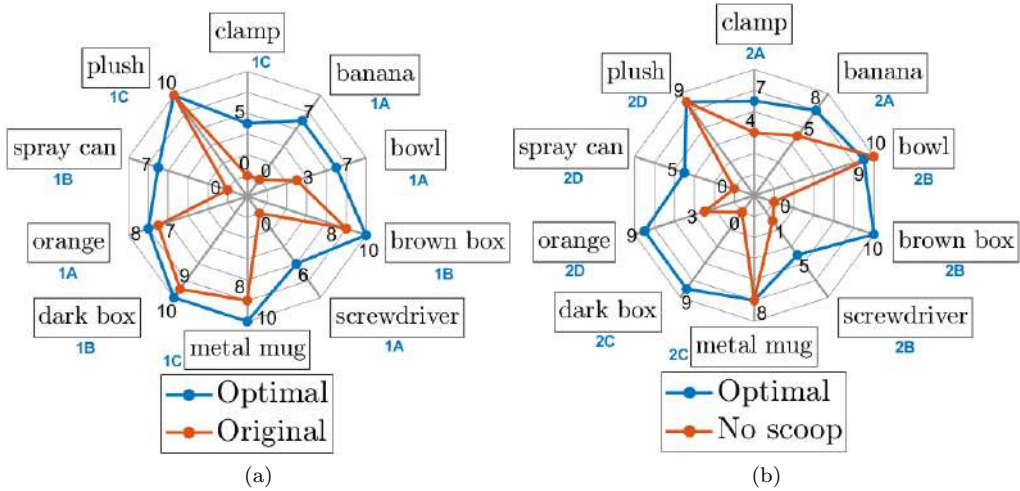 clamp
1C
plush
1C
10
banana
1A
5
7
0
0
spray can
1B
7
0
3
7
bowl
1A
orange
1A
8
7
0
8
10
brown box
1B
dark box
1B
9
10
8
10
6
screwdriver
1A
1C
metal mug
Optimal
Original
(a)
clamp
2A
plush
2D
9
7
4
banana
2A
8
5
spray can
2D
5
0
10
9
bowl
2B
orange
2D
9
3
0
0
1
10
brown box
2B
dark box
2C
9
8
5
screwdriver
2B
2C
metal mug
Optimal
No scoop
(b)